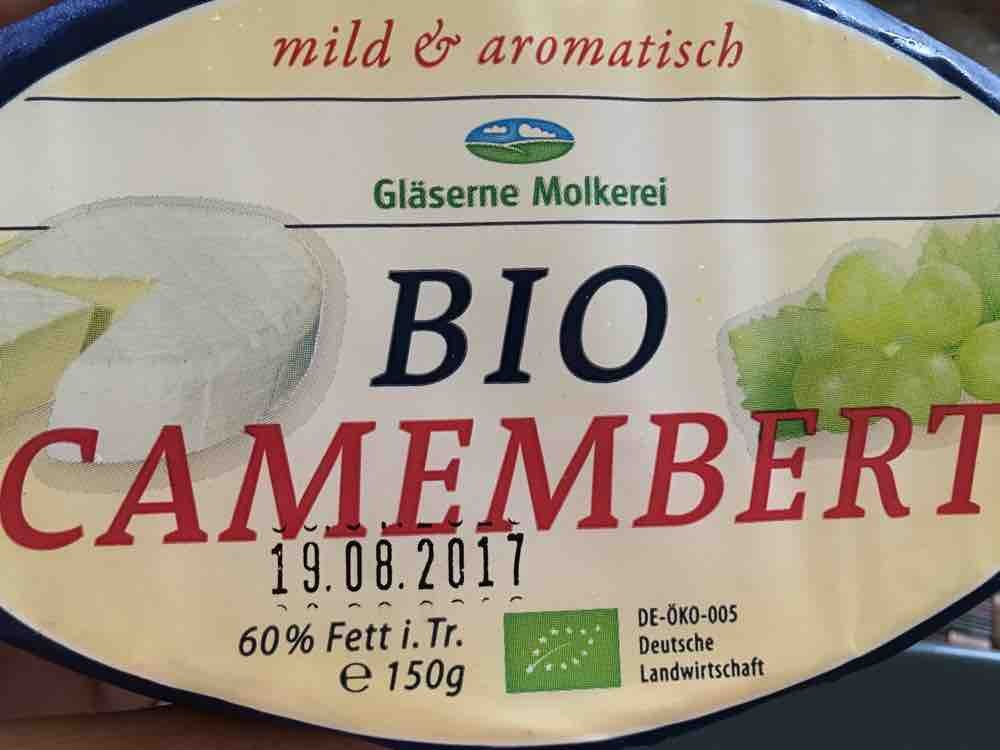 mild & aromatisch
Gläserne Molkerei
BIO
CAMEMBERT
19.08.2017
60% Fett i. Tr.
e 150g
DE-ÖKO-005
Deutsche
Landwirtschaft